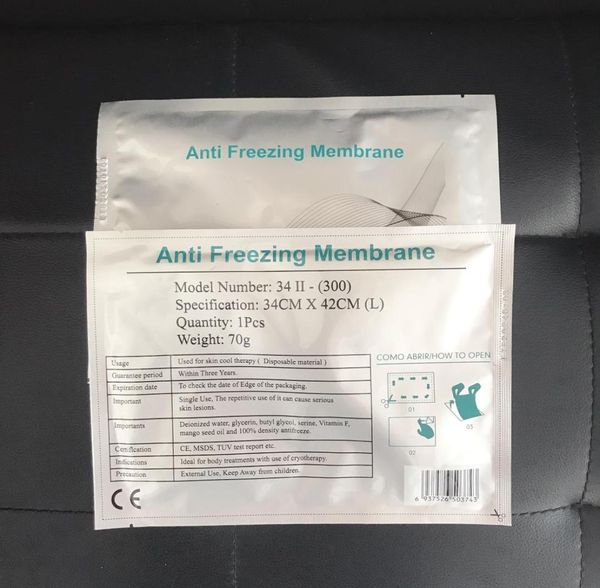 Anti Freezing Membrane
Anti Freezing Membrane
Model Number: 34 II - (300)
Specification: 34CM X 42CM (L)
Quantity: 1Pcs
Weight: 70g
Usage Used for skin cool therapy ( Disposable material )
Guarantee period Within Three Years.
Expiration date To check the date of Edge of the packaging.
Important Single Use, The repetitive use of it can cause serious
skin lesions.
Importants Deionized water, glycerin, butyl glycol, serine, Vitamin F,
mango seed oil and 100% density antifreeze.
Certification CE, MSDS, TUV test report etc.
Indications Ideal for body treatments with use of cryotherapy.
Precaution External Use, Keep Away from children.
COMO ABRIR/HOW TO OPEN
01
02
03
CE
6 937526 503743